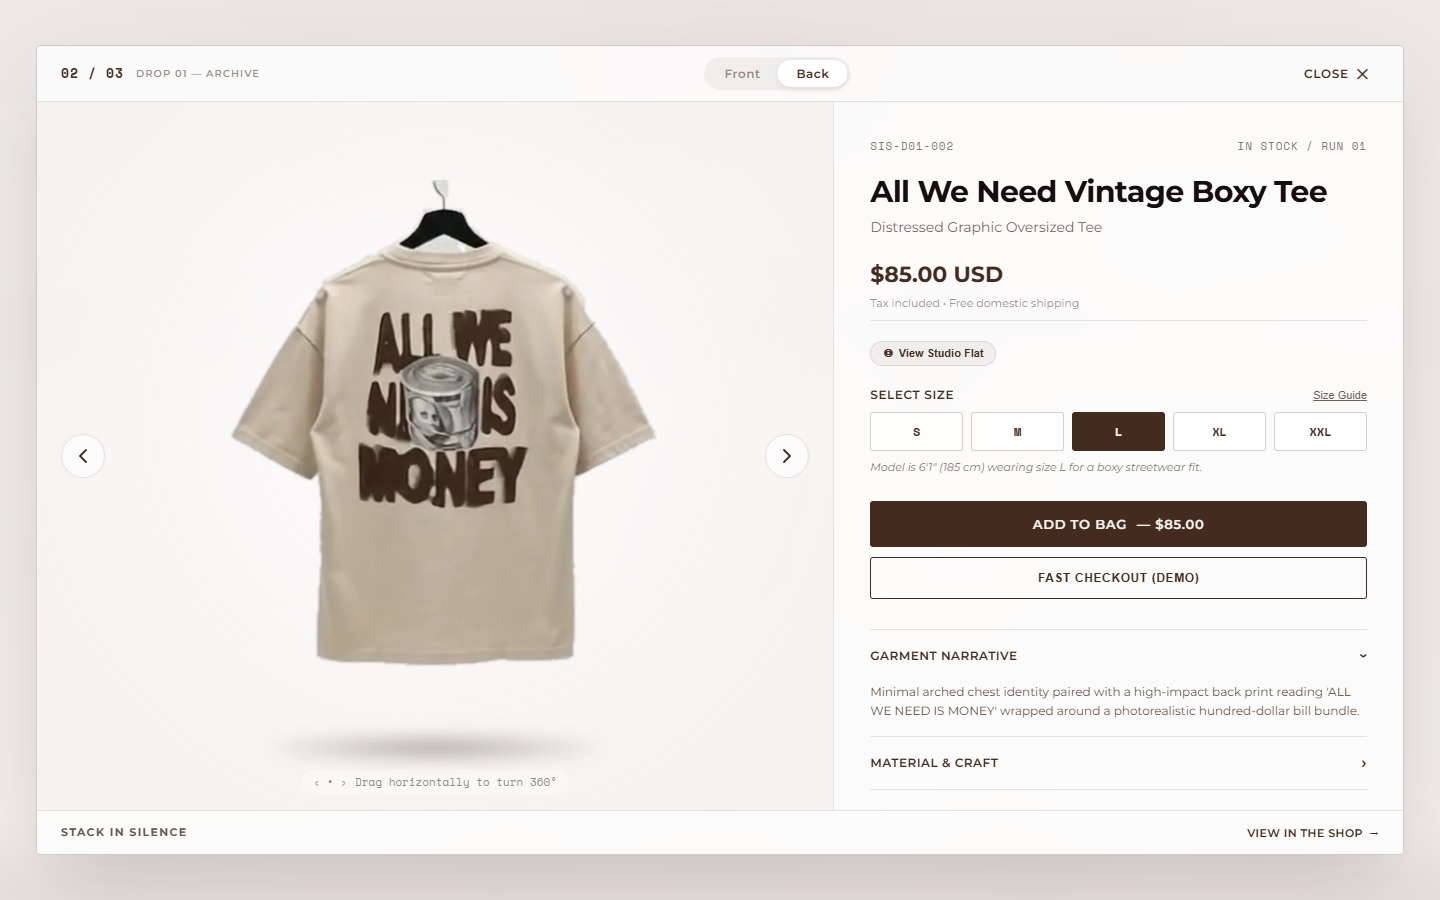 02 / 03 DROP 01 — ARCHIVE
Front Back
CLOSE ×
SIS-D01-002
IN STOCK / RUN 01
All We Need Vintage Boxy Tee
Distressed Graphic Oversized Tee
$85.00 USD
Tax included • Free domestic shipping
View Studio Flat
SELECT SIZE
Size Guide
S M L XL XXL
Model is 6'1" (185 cm) wearing size L for a boxy streetwear fit.
ADD TO BAG — $85.00
FAST CHECKOUT (DEMO)
GARMENT NARRATIVE ›
Minimal arched chest identity paired with a high-impact back print reading 'ALL
WE NEED IS MONEY' wrapped around a photorealistic hundred-dollar bill bundle.
MATERIAL & CRAFT ›
ALL WE
N IS
MONEY
‹ • › Drag horizontally to turn 360°
STACK IN SILENCE
VIEW IN THE SHOP →